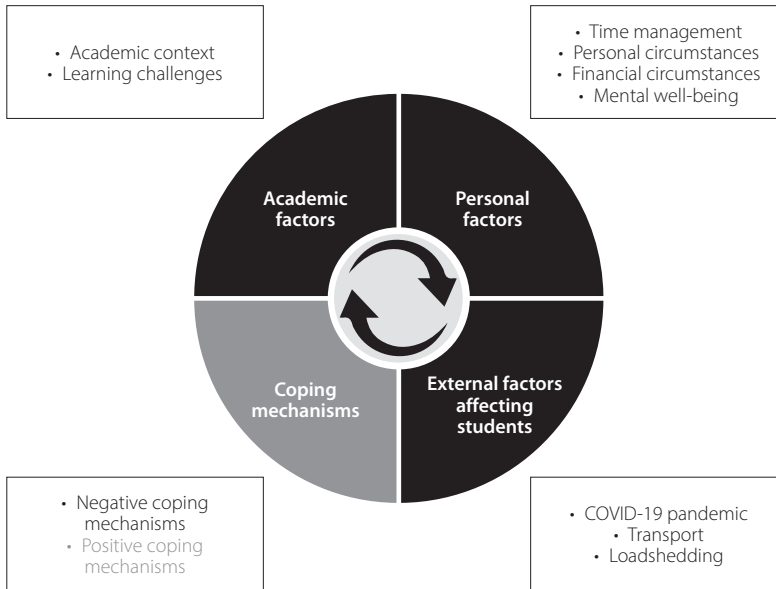 • Academic context
• Learning challenges
• Time management
• Personal circumstances
• Financial circumstances
• Mental well-being
Academic
factors
Personal
factors
Coping
mechanisms
External factors
affecting
students
• Negative coping
mechanisms
• Positive coping
mechanisms
• COVID-19 pandemic
• Transport
• Loadshedding